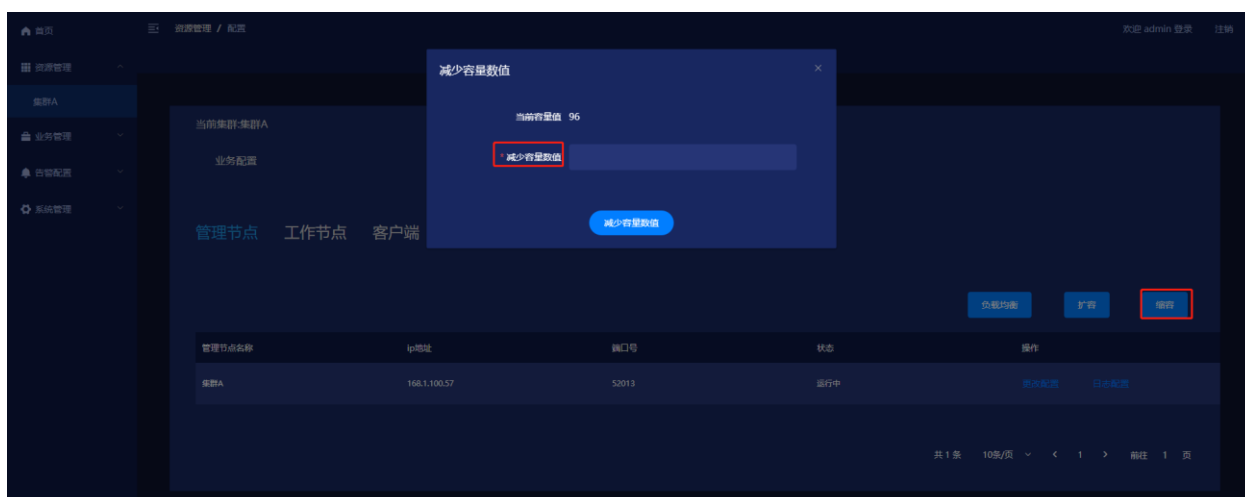 首页
资源管理 / 配置
欢迎 admin 登录 注销
资源管理
集群A
业务管理
告警配置
系统管理
减少容量数值
当前容量值 96
* 减少容量数值
减少容量数值
当前集群:集群A
业务配置
管理节点 工作节点 客户端
负载均衡 扩容 缩容
管理节点名称 ip地址 端口号 状态 操作
集群A 168.1.100.57 52013 运行中 更改配置 日志配置
共 1 条 10条/页 1 前往 1 页